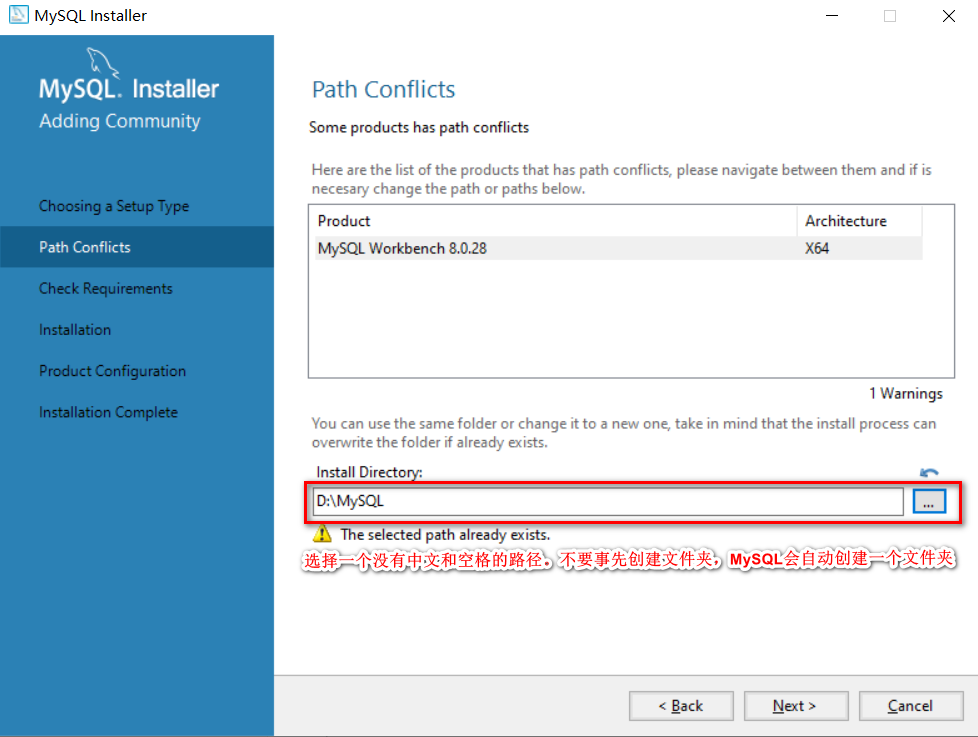 MySQL Installer
MySQL. Installer
Adding Community
Choosing a Setup Type
Path Conflicts
Check Requirements
Installation
Product Configuration
Installation Complete
Path Conflicts
Some products has path conflicts
Here are the list of the products that has path conflicts, please navigate between them and if is
necesary change the path or paths below.
Product Architecture
MySQL Workbench 8.0.28 X64
1 Warnings
You can use the same folder or change it to a new one, take in mind that the install process can
overwrite the folder if already exists.
Install Directory:
D:\MySQL ...
The selected path already exists.
选择一个没有中文和空格的路径。不要事先创建文件夹，MySQL会自动创建一个文件夹
< Back Next > Cancel